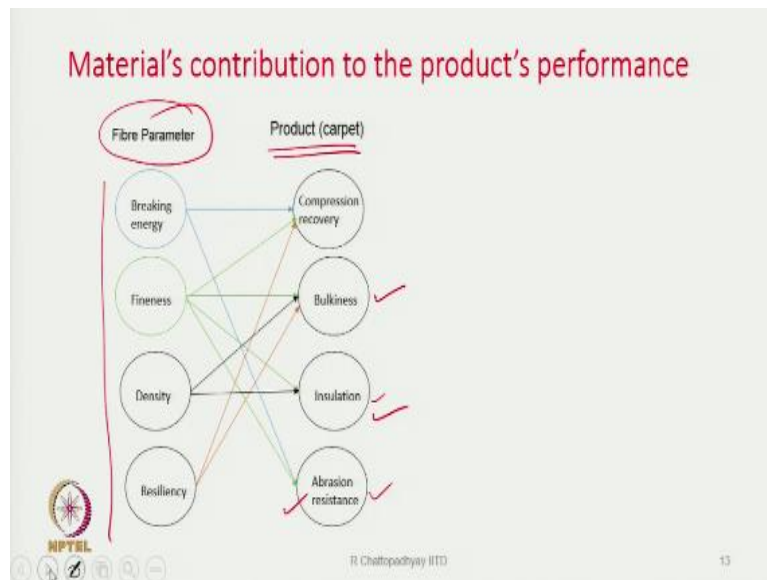 Material's contribution to the product's performance
Fibre Parameter
Product (carpet)
Breaking
energy
Compression
recovery
Fineness
Bulkiness
Density
Insulation
Resiliency
Abrasion
resistance
NPTEL
R Chattopadhyay IITD
13